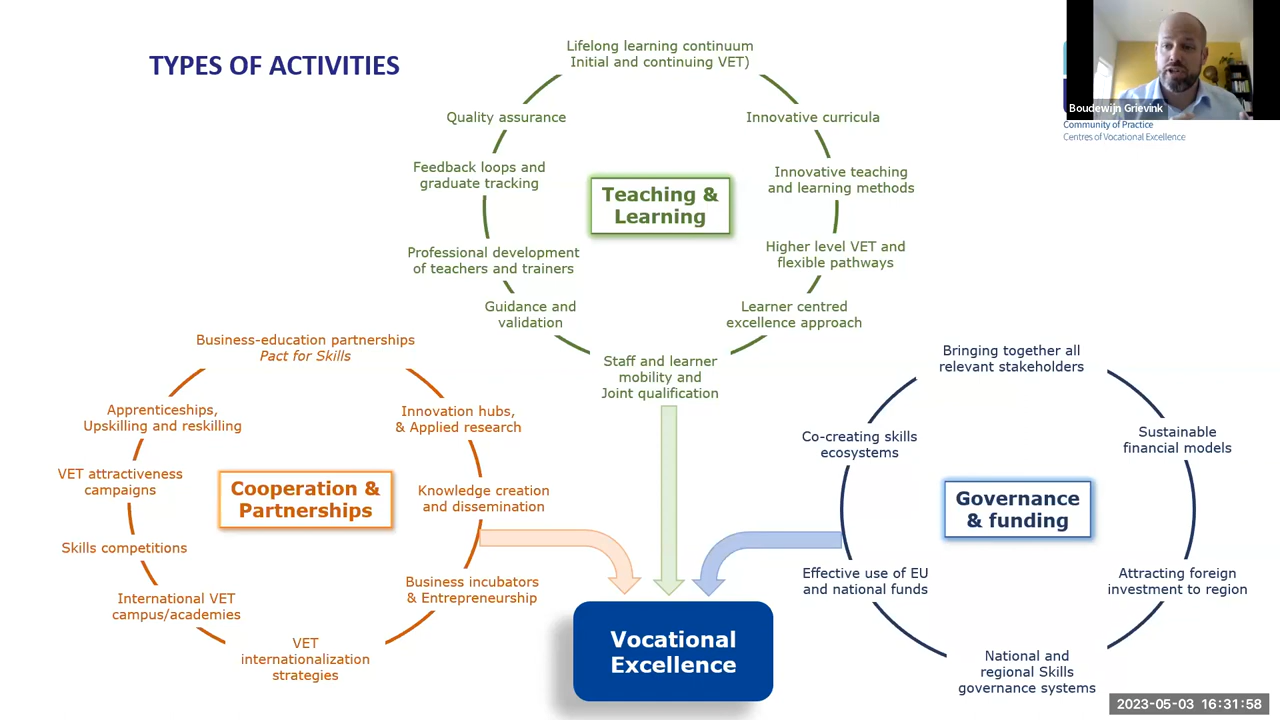 TYPES OF ACTIVITIES
Boudewijn Grievink
Community of Practice
Centres of Vocational Excellence
Lifelong learning continuum
Initial and continuing VET)
Quality assurance
Innovative curricula
Feedback loops and
graduate tracking
Innovative teaching
and learning methods
Teaching &
Learning
Professional development
of teachers and trainers
Higher level VET and
flexible pathways
Guidance and
validation
Learner centred
excellence approach
Staff and learner
mobility and
Joint qualification
Business-education partnerships
Pact for Skills
Apprenticeships,
Upskilling and reskilling
Innovation hubs,
& Applied research
VET attractiveness
campaigns
Cooperation &
Partnerships
Knowledge creation
and dissemination
Skills competitions
Business incubators
& Entrepreneurship
International VET
campus/academies
VET
internationalization
strategies
Bringing together all
relevant stakeholders
Co-creating skills
ecosystems
Sustainable
financial models
Governance
& funding
Effective use of EU
and national funds
Attracting foreign
investment to region
National and
regional Skills
governance systems
Vocational
Excellence
2023-05-03 16:31:58